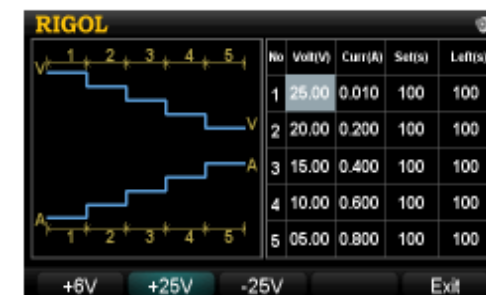 RIGOL
V 1 2 3 4 5
V
A
A
1 2 3 4 5
No Volt(V) Curr(A) Set(s) Left(s)
1 25.00 0.010 100 100
2 20.00 0.200 100 100
3 15.00 0.400 100 100
4 10.00 0.600 100 100
5 05.00 0.800 100 100
+6V +25V -25V Exit